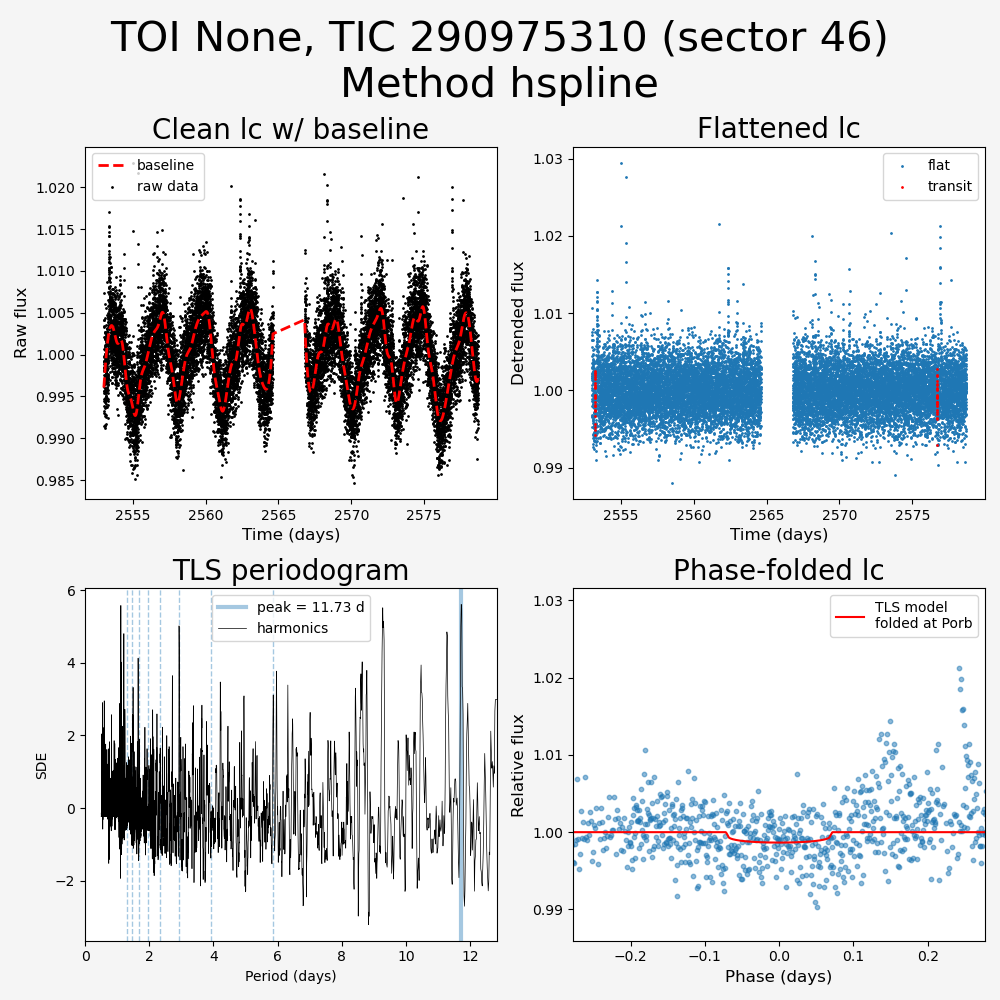 TOI None, TIC 290975310 (sector 46)
Method hspline
Clean lc w/ baseline
baseline
raw data
1.020
1.015
1.010
1.005
1.000
0.995
0.990
0.985
Raw flux
2555 2560 2565 2570 2575
Time (days)
Flattened lc
flat
transit
1.03
1.02
1.01
1.00
0.99
Detrended flux
2555 2560 2565 2570 2575
Time (days)
TLS periodogram
peak = 11.73 d
harmonics
6
4
2
0
−2
SDE
0 2 4 6 8 10 12
Period (days)
Phase-folded lc
TLS model
folded at Porb
1.03
1.02
1.01
1.00
0.99
Relative flux
−0.2 −0.1 0.0 0.1 0.2
Phase (days)